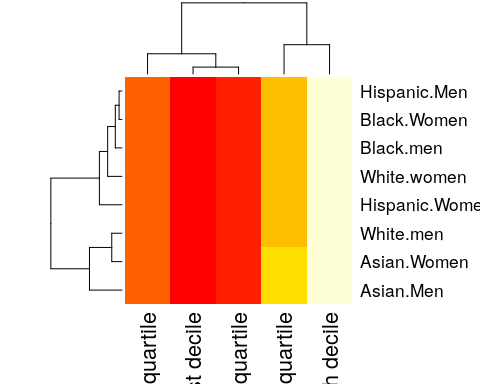 Hispanic.Men
Black.Women
Black.men
White.women
Hispanic.Wome
White.men
Asian.Women
Asian.Men
quartile
st decile
quartile
quartile
h decile